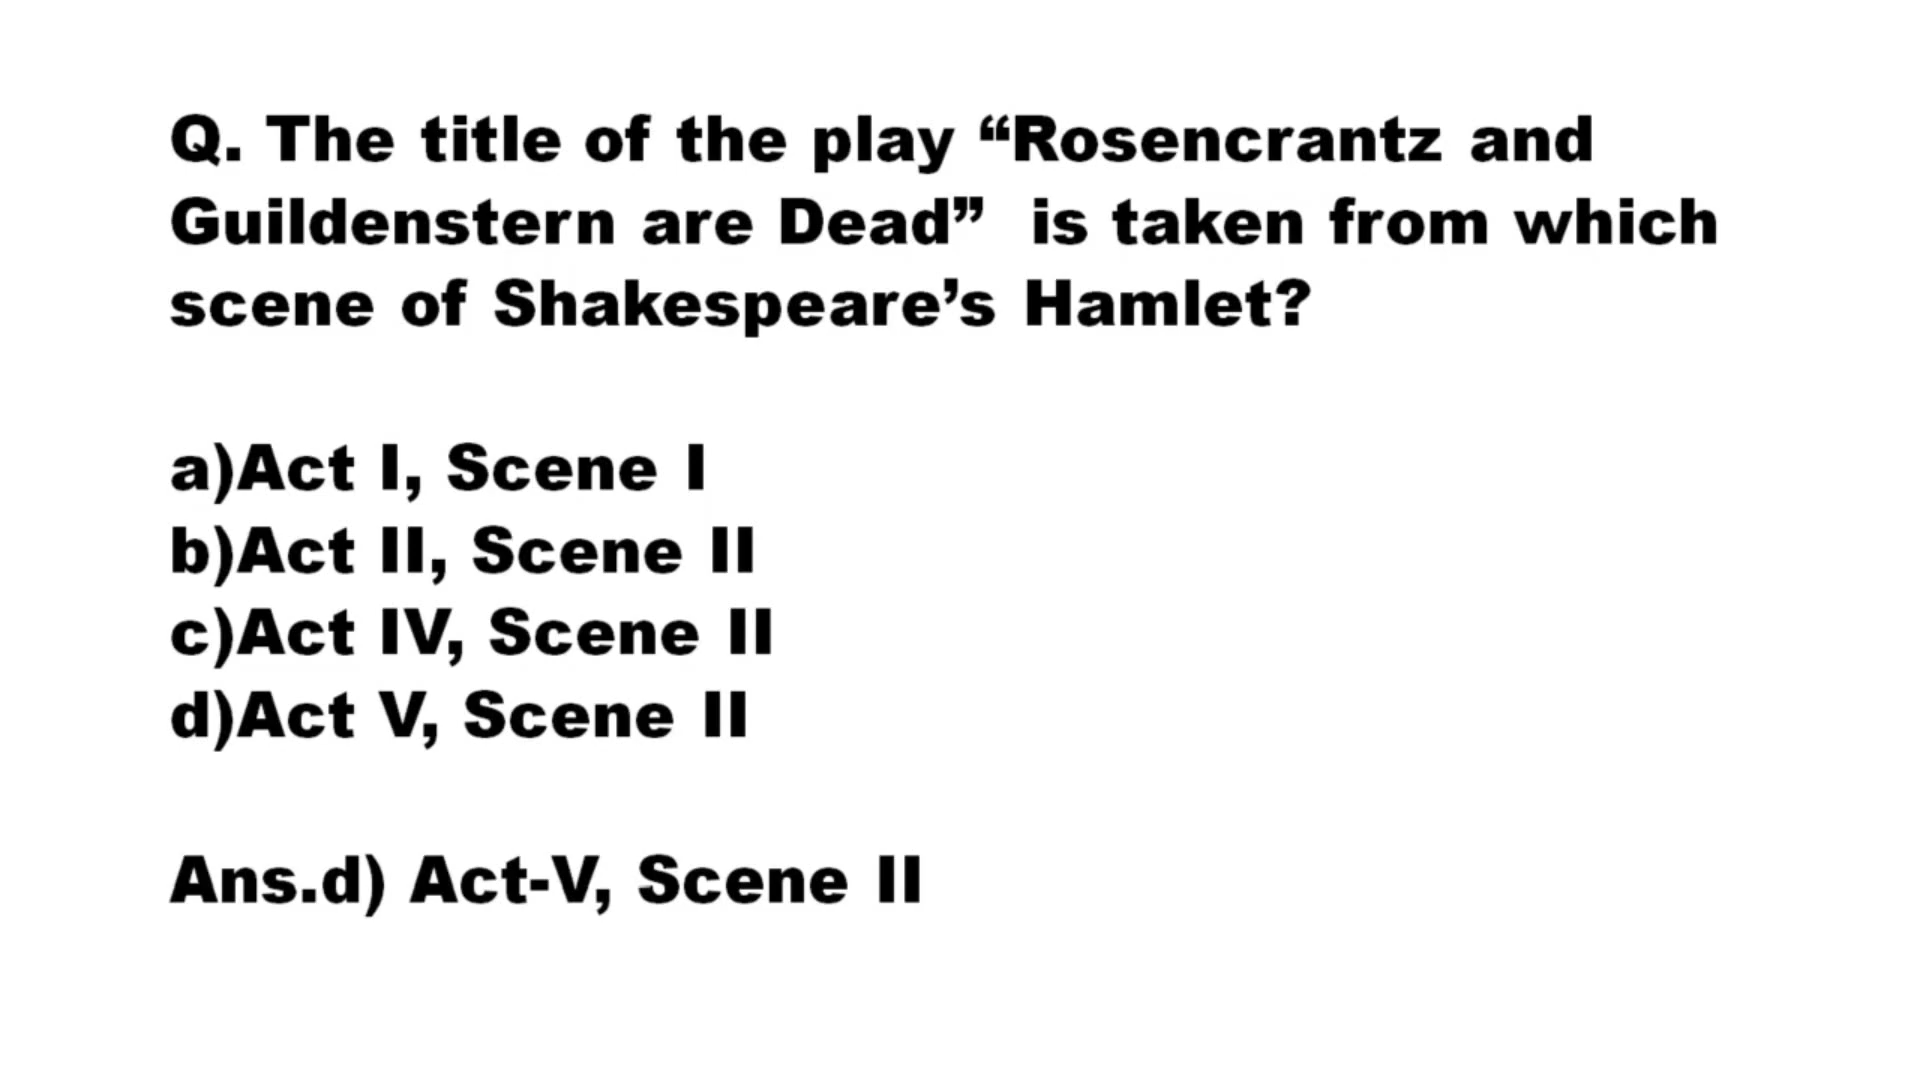 Q. The title of the play “Rosencrantz and
Guildenstern are Dead”  is taken from which
scene of Shakespeare’s Hamlet?
a)Act I, Scene I
b)Act II, Scene II
c)Act IV, Scene II
d)Act V, Scene II
Ans.d) Act-V, Scene II